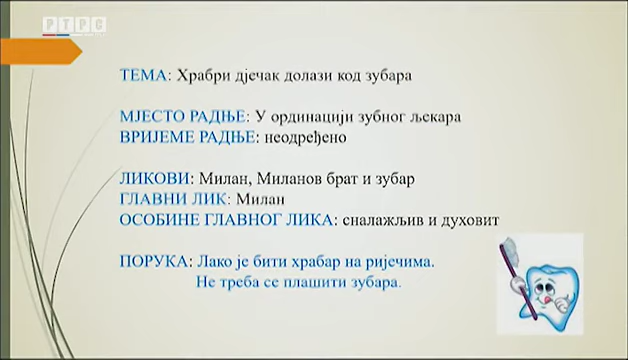 РТРС
ТЕМА: Храбри дјечак долази код зубара
МЈЕСТО РАДЊЕ: У ординацији зубног љекара
ВРИЈЕМЕ РАДЊЕ: неодређено
ЛИКОВИ: Милан, Миланов брат и зубар
ГЛАВНИ ЛИК: Милан
ОСОБИНЕ ГЛАВНОГ ЛИКА: сналажљив и духовит
ПОРУКА: Лако је бити храбар на ријечима.
Не треба се плашити зубара.